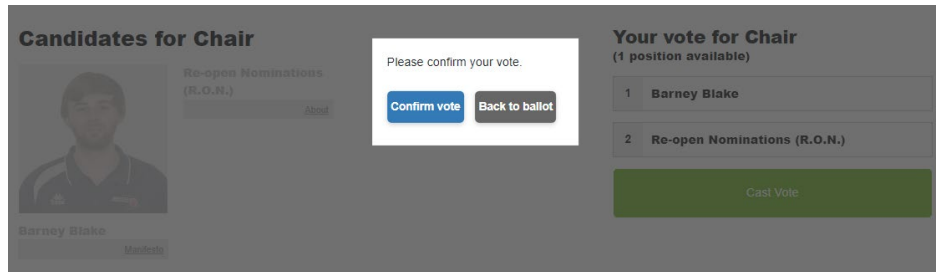 Candidates for Chair
Re-open Nominations
(R.O.N.)
About
Barney Blake
Manifesto
Please confirm your vote.
Confirm vote
Back to ballot
Your vote for Chair
(1 position available)
1 Barney Blake
2 Re-open Nominations (R.O.N.)
Cast Vote